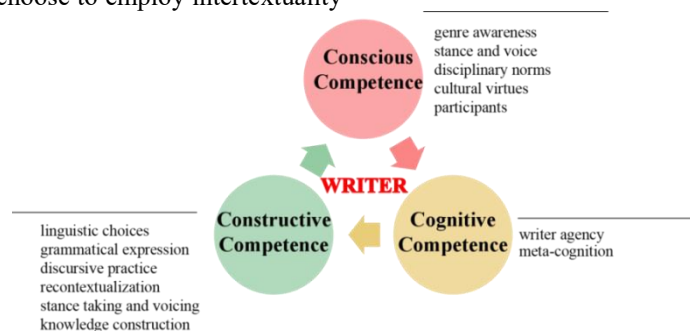 choose to employ intertextuality
Conscious
Competence
genre awareness
stance and voice
disciplinary norms
cultural virtues
participants
WRITER
Constructive
Competence
Cognitive
Competence
writer agency
meta-cognition
linguistic choices
grammatical expression
discursive practice
recontextualization
stance taking and voicing
knowledge construction